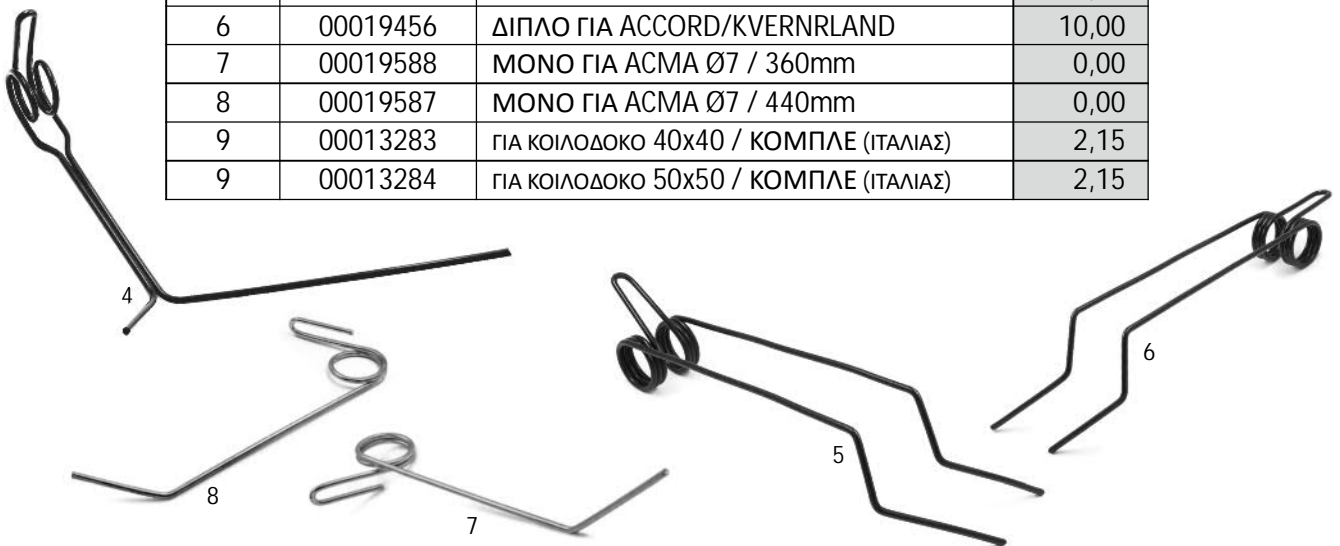 6 00019456 ΔΙΠΛΟ ΓΙΑ ACCORD/KVERNRLAND 10,00
7 00019588 ΜΟΝΟ ΓΙΑ ACMA Ø7 / 360mm 0,00
8 00019587 ΜΟΝΟ ΓΙΑ ACMA Ø7 / 440mm 0,00
9 00013283 ΓΙΑ ΚΟΙΛΟΔΟΚΟ 40x40 / ΚΟΜΠΛΕ (ΙΤΑΛΙΑΣ) 2,15
9 00013284 ΓΙΑ ΚΟΙΛΟΔΟΚΟ 50x50 / ΚΟΜΠΛΕ (ΙΤΑΛΙΑΣ) 2,15
4
6
5
8
7